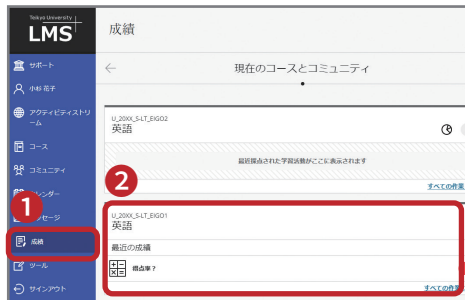 Teikyo University
LMS
サポート
小杉 花子
アクティビティストリ
ーム
コース
コミュニティ
レンダー
セージ
成績
ツール
サインアウト
1
成績
現在のコースとコミュニティ
U_20XX_S-LT_EIGO2
英語
最近採点された学習活動がここに表示されます
すべての作業
2
U_20XX_S-LT_EIGO1
英語
最近の成績
得点率？
すべての作業